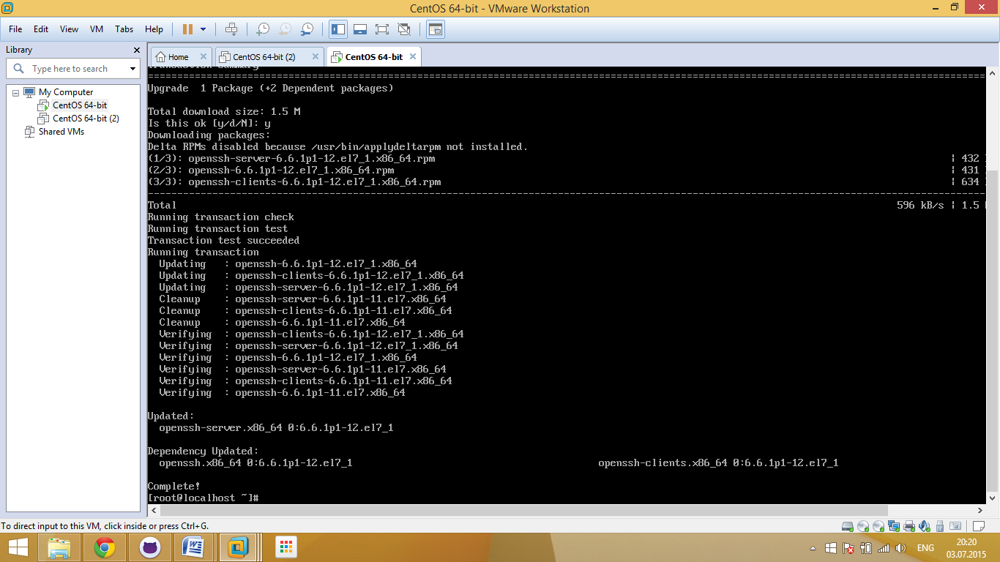 CentOS 64-bit - VMware Workstation
File Edit View VM Tabs Help
Library
Type here to search
My Computer
CentOS 64-bit
CentOS 64-bit (2)
Shared VMs
Home
CentOS 64-bit (2)
CentOS 64-bit
Transaction Summary
================================================================================
Upgrade  1 Package (+2 Dependent packages)
Total download size: 1.5 M
Is this ok [y/d/N]: y
Downloading packages:
Delta RPMs disabled because /usr/bin/applydeltarpm not installed.
(1/3): openssh-server-6.6.1p1-12.el7_1.x86_64.rpm | 432
(2/3): openssh-6.6.1p1-12.el7_1.x86_64.rpm | 431
(3/3): openssh-clients-6.6.1p1-12.el7_1.x86_64.rpm | 634
--------------------------------------------------------------------------------
Total 596 kB/s | 1.5
Running transaction check
Running transaction test
Transaction test succeeded
Running transaction
Updating : openssh-6.6.1p1-12.el7_1.x86_64
Updating : openssh-clients-6.6.1p1-12.el7_1.x86_64
Updating : openssh-server-6.6.1p1-12.el7_1.x86_64
Cleanup : openssh-server-6.6.1p1-11.el7.x86_64
Cleanup : openssh-clients-6.6.1p1-11.el7.x86_64
Cleanup : openssh-6.6.1p1-11.el7.x86_64
Verifying : openssh-clients-6.6.1p1-12.el7_1.x86_64
Verifying : openssh-server-6.6.1p1-12.el7_1.x86_64
Verifying : openssh-6.6.1p1-12.el7_1.x86_64
Verifying : openssh-server-6.6.1p1-11.el7.x86_64
Verifying : openssh-clients-6.6.1p1-11.el7.x86_64
Verifying : openssh-6.6.1p1-11.el7.x86_64
Updated:
openssh-server.x86_64 0:6.6.1p1-12.el7_1
Dependency Updated:
openssh.x86_64 0:6.6.1p1-12.el7_1 openssh-clients.x86_64 0:6.6.1p1-12.el7_1
Complete!
[root@localhost ~]#
To direct input to this VM, click inside or press Ctrl+G.
ENG
20:20
03.07.2015